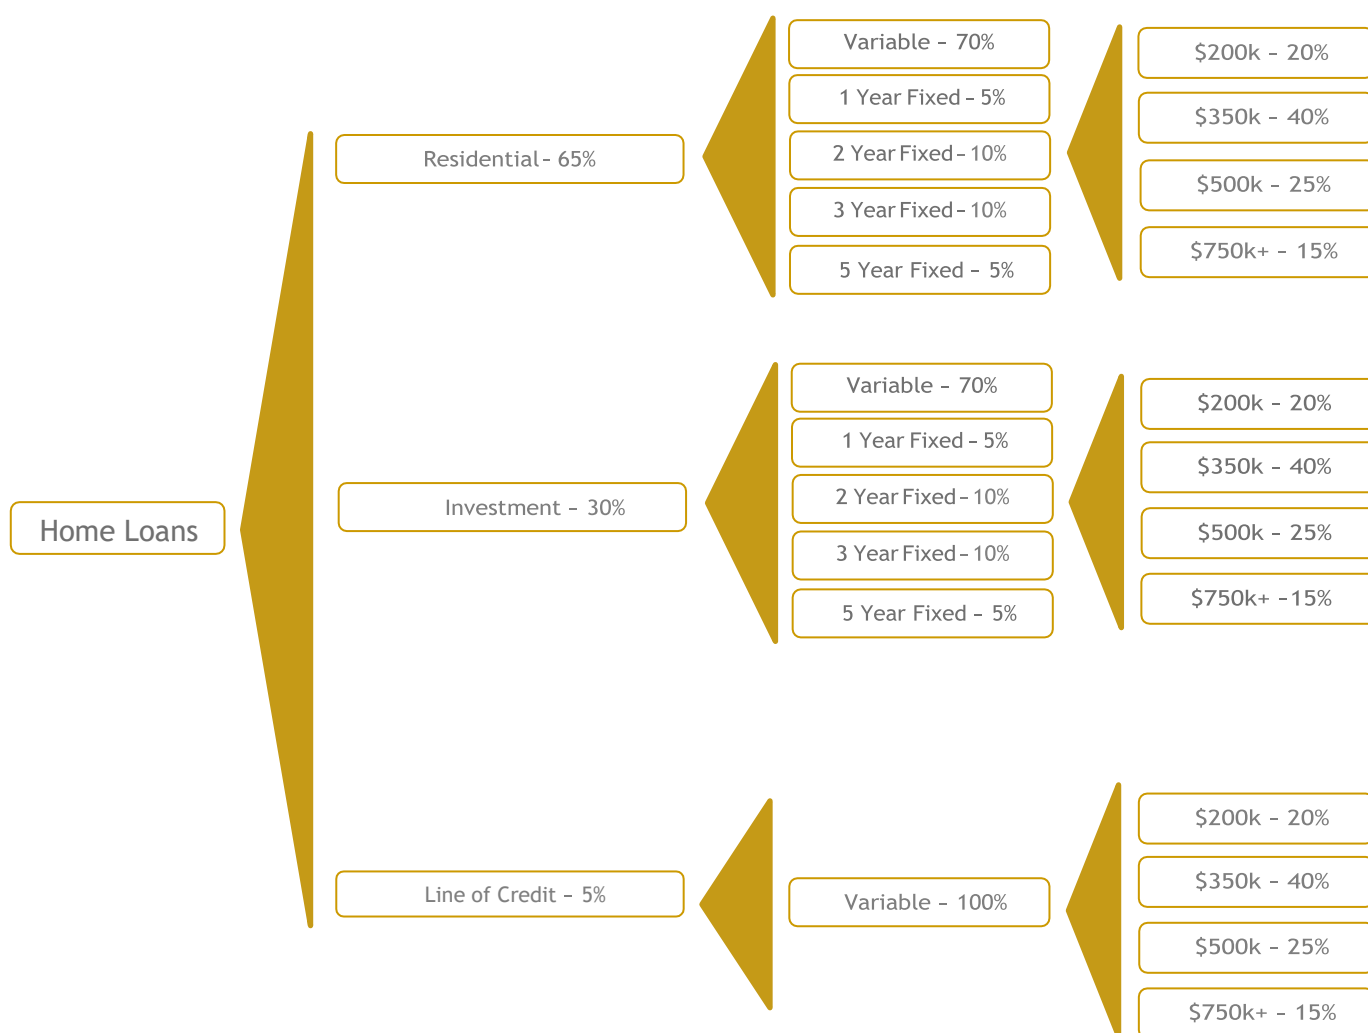 Home Loans
Residential – 65%
Variable – 70%
1 Year Fixed – 5%
2 Year Fixed – 10%
3 Year Fixed – 10%
5 Year Fixed – 5%
$200k – 20%
$350k – 40%
$500k – 25%
$750k+ – 15%
Investment – 30%
Variable – 70%
1 Year Fixed – 5%
2 Year Fixed – 10%
3 Year Fixed – 10%
5 Year Fixed – 5%
$200k – 20%
$350k – 40%
$500k – 25%
$750k+ –15%
Line of Credit – 5%
Variable – 100%
$200k – 20%
$350k – 40%
$500k – 25%
$750k+ – 15%